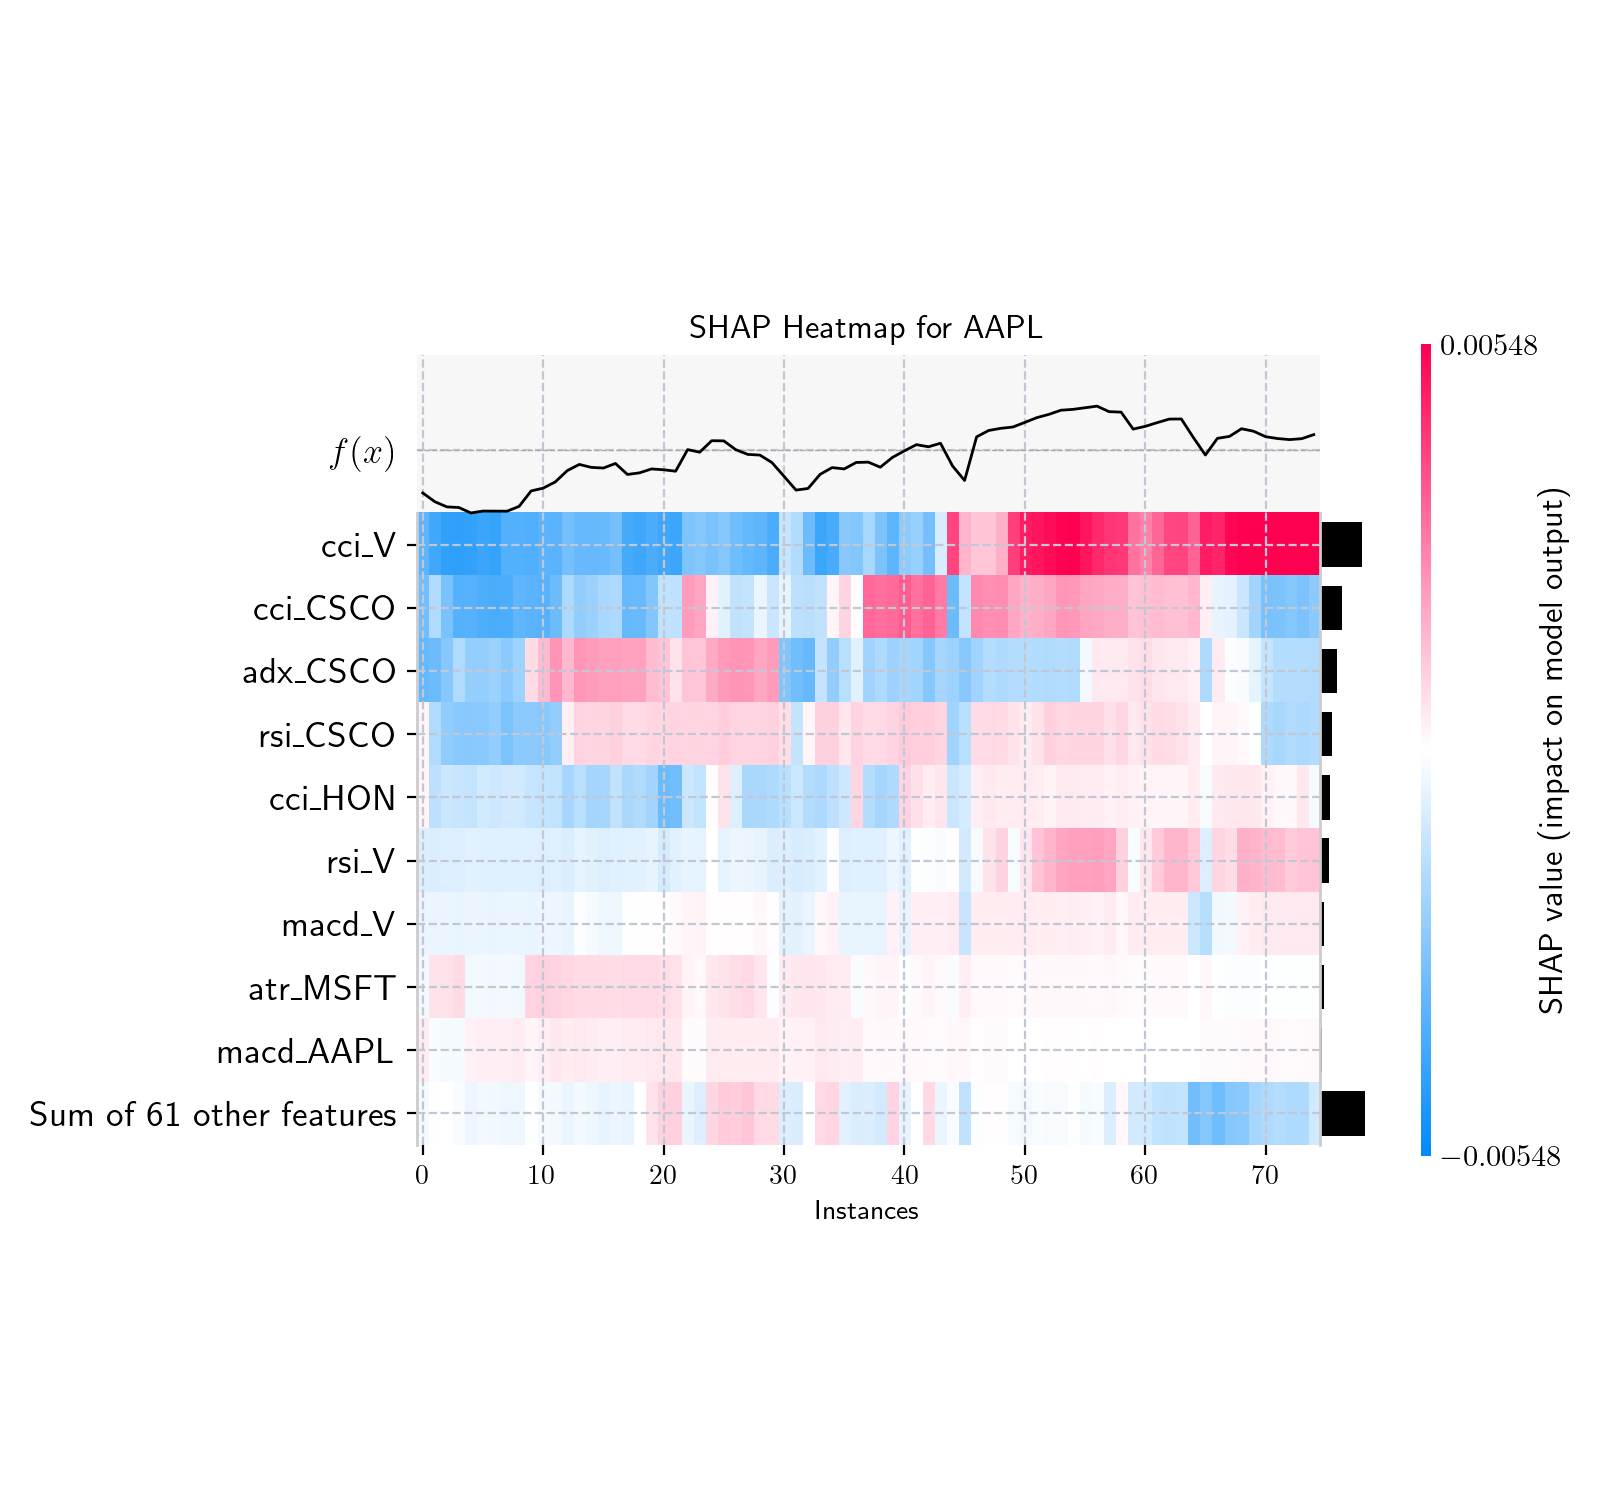 SHAP Heatmap for AAPL
f(x)
cci_V
cci_CSCO
adx_CSCO
rsi_CSCO
cci_HON
rsi_V
macd_V
atr_MSFT
macd_AAPL
Sum of 61 other features
0 10 20 30 40 50 60 70
Instances
0.00548
−0.00548
SHAP value (impact on model output)